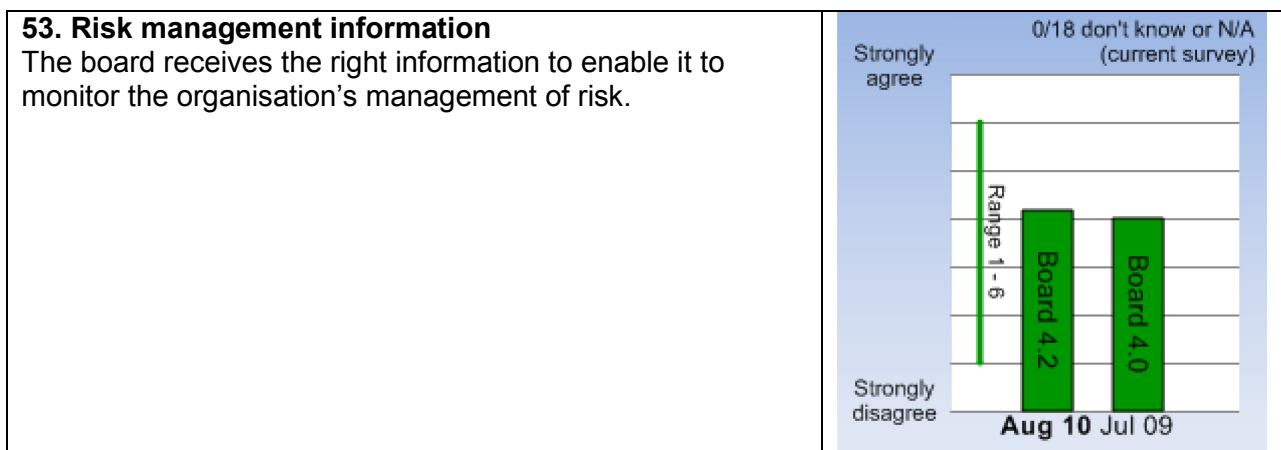 53. Risk management information
The board receives the right information to enable it to
monitor the organisation’s management of risk.
0/18 don't know or N/A
(current survey)
Strongly
agree
Range 1 - 6
Board 4.2
Board 4.0
Strongly
disagree
Aug 10 Jul 09